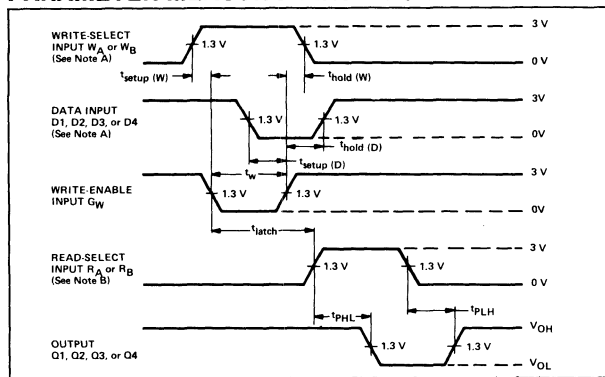 WRITE-SELECT
INPUT WA or WB
(See Note A)
3 V
1.3 V
1.3 V
0 V
tsetup (W)
thold (W)
DATA INPUT
D1, D2, D3, or D4
(See Note A)
3V
1.3 V
1.3 V
0V
thold (D)
tsetup (D)
tw
WRITE-ENABLE
INPUT GW
3 V
1.3 V
1.3 V
0V
tlatch
READ-SELECT
INPUT RA or RB
(See Note B)
3 V
1.3 V
1.3 V
0 V
tPHL
tPLH
OUTPUT
Q1, Q2, Q3, or Q4
VOH
1.3 V
1.3 V
VOL